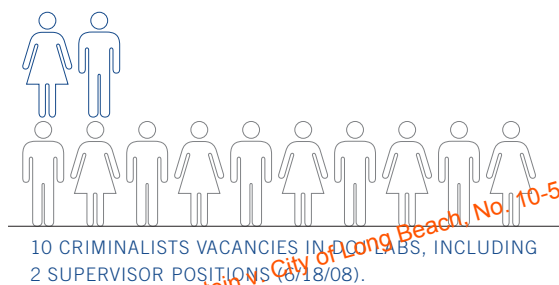 10 CRIMINALISTS VACANCIES IN DOJ LABS, INCLUDING
2 SUPERVISOR POSITIONS (6/18/08).
City of Long Beach, No. 10-5